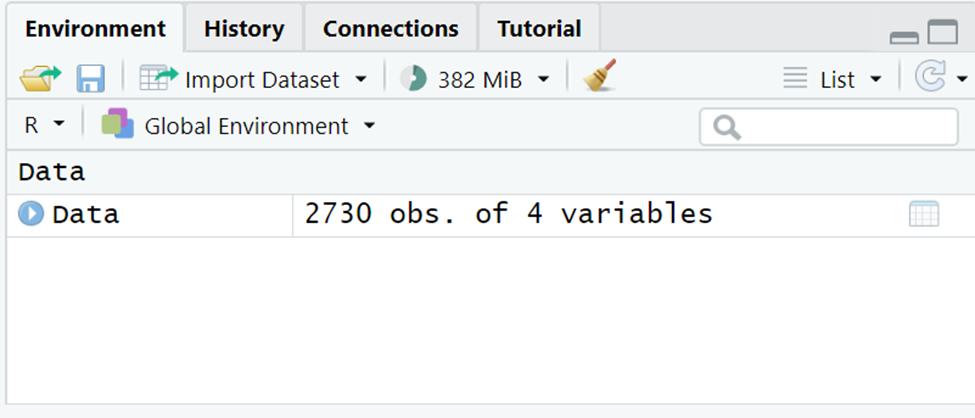 Environment History Connections Tutorial
Import Dataset 382 MiB List
R Global Environment
Data
Data 2730 obs. of 4 variables